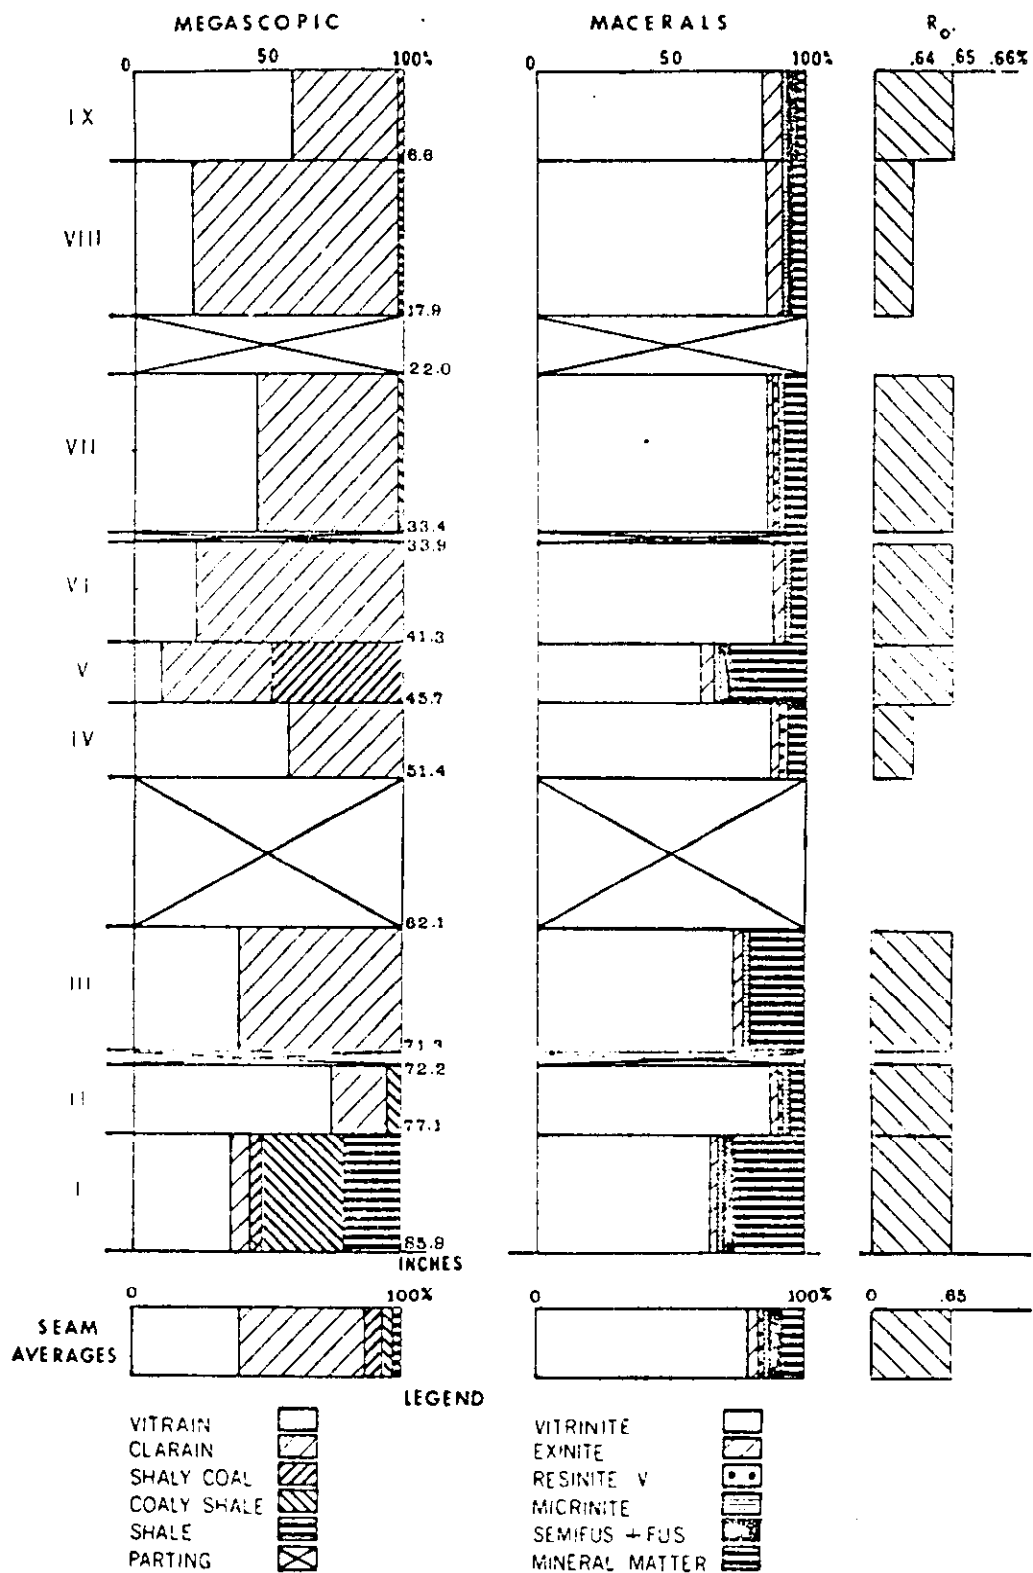 MEGASCOPIC
MACERALS
Ro.
0 50 100%
0 50 100%
.64 .65 .66%
IX
6.6
VIII
17.9
22.0
VII
33.4
33.9
VI
41.3
V
45.7
IV
51.4
62.1
III
71.3
72.2
II
77.1
I
85.9
INCHES
0 100%
0 100%
0 .65
SEAM
AVERAGES
LEGEND
VITRAIN
CLARAIN
SHALY COAL
COALY SHALE
SHALE
PARTING
VITRINITE
EXINITE
RESINITE V
MICRINITE
SEMIFUS + FUS
MINERAL MATTER